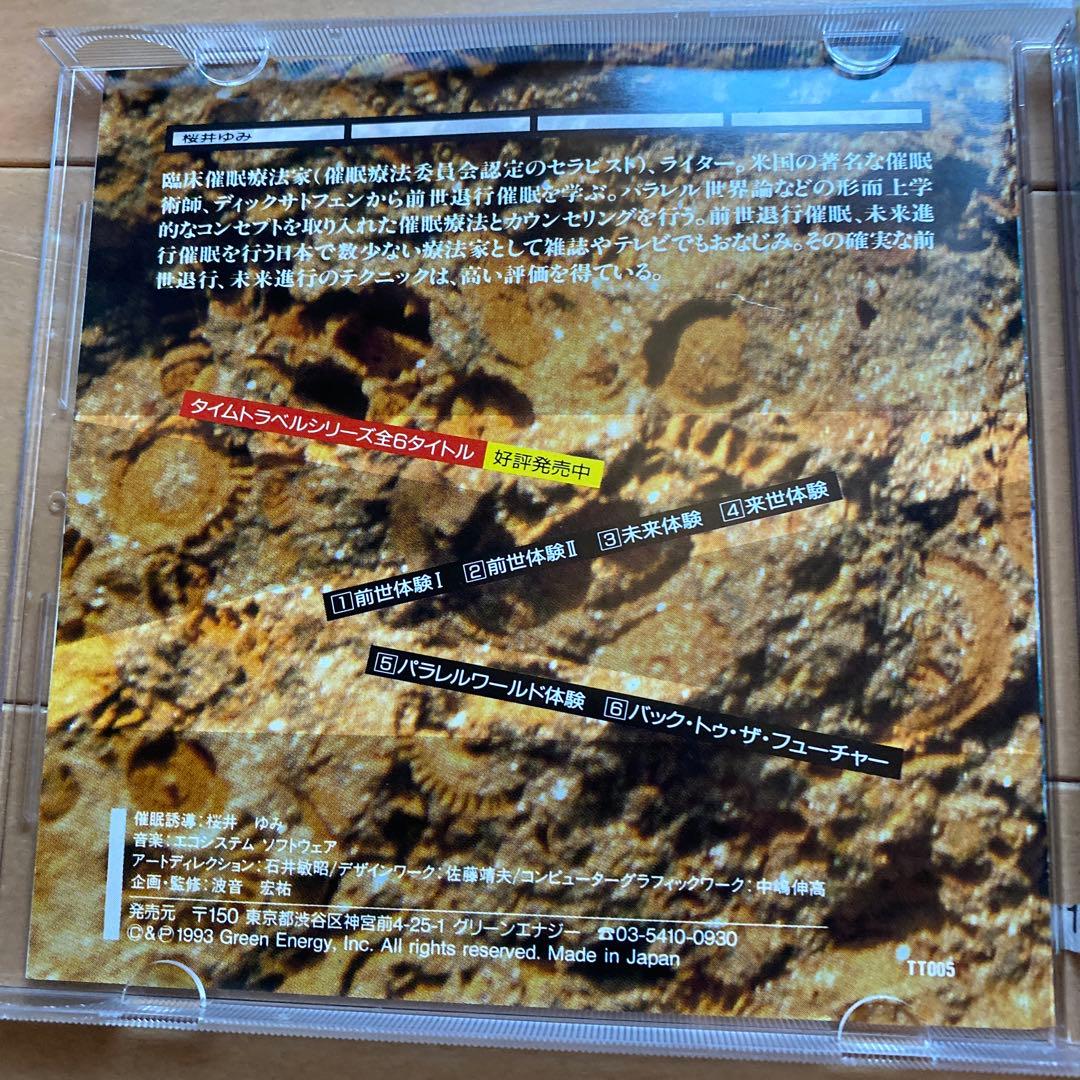 桜井ゆみ
臨床催眠療法家(催眠療法委員会認定のセラピスト)、ライター。米国の著名な催眠
術師、ディックサトフェンから前世退行催眠を学ぶ。パラレル世界論などの形而上学
的なコンセプトを取り入れた催眠療法とカウンセリングを行う。前世退行催眠、未来進
行催眠を行う日本で数少ない療法家として雑誌やテレビでもおなじみ。その確実な前
世退行、未来進行のテクニックは、高い評価を得ている。
タイムトラベルシリーズ全6タイトル 好評発売中
1前世体験I 2前世体験II 3未来体験 4来世体験
5パラレルワールド体験 6バック・トゥ・ザ・フューチャー
催眠誘導:桜井 ゆみ
音楽:エコシステム ソフトウェア
アートディレクション:石井敏昭/デザインワーク:佐藤靖夫/コンピューターグラフィックワーク:中嶋伸高
企画・監修:波音 宏祐
発売元 〒150 東京都渋谷区神宮前4-25-1 グリーンエナジー ☎03-5410-0930
©&℗1993 Green Energy, Inc. All rights reserved. Made in Japan
TT005